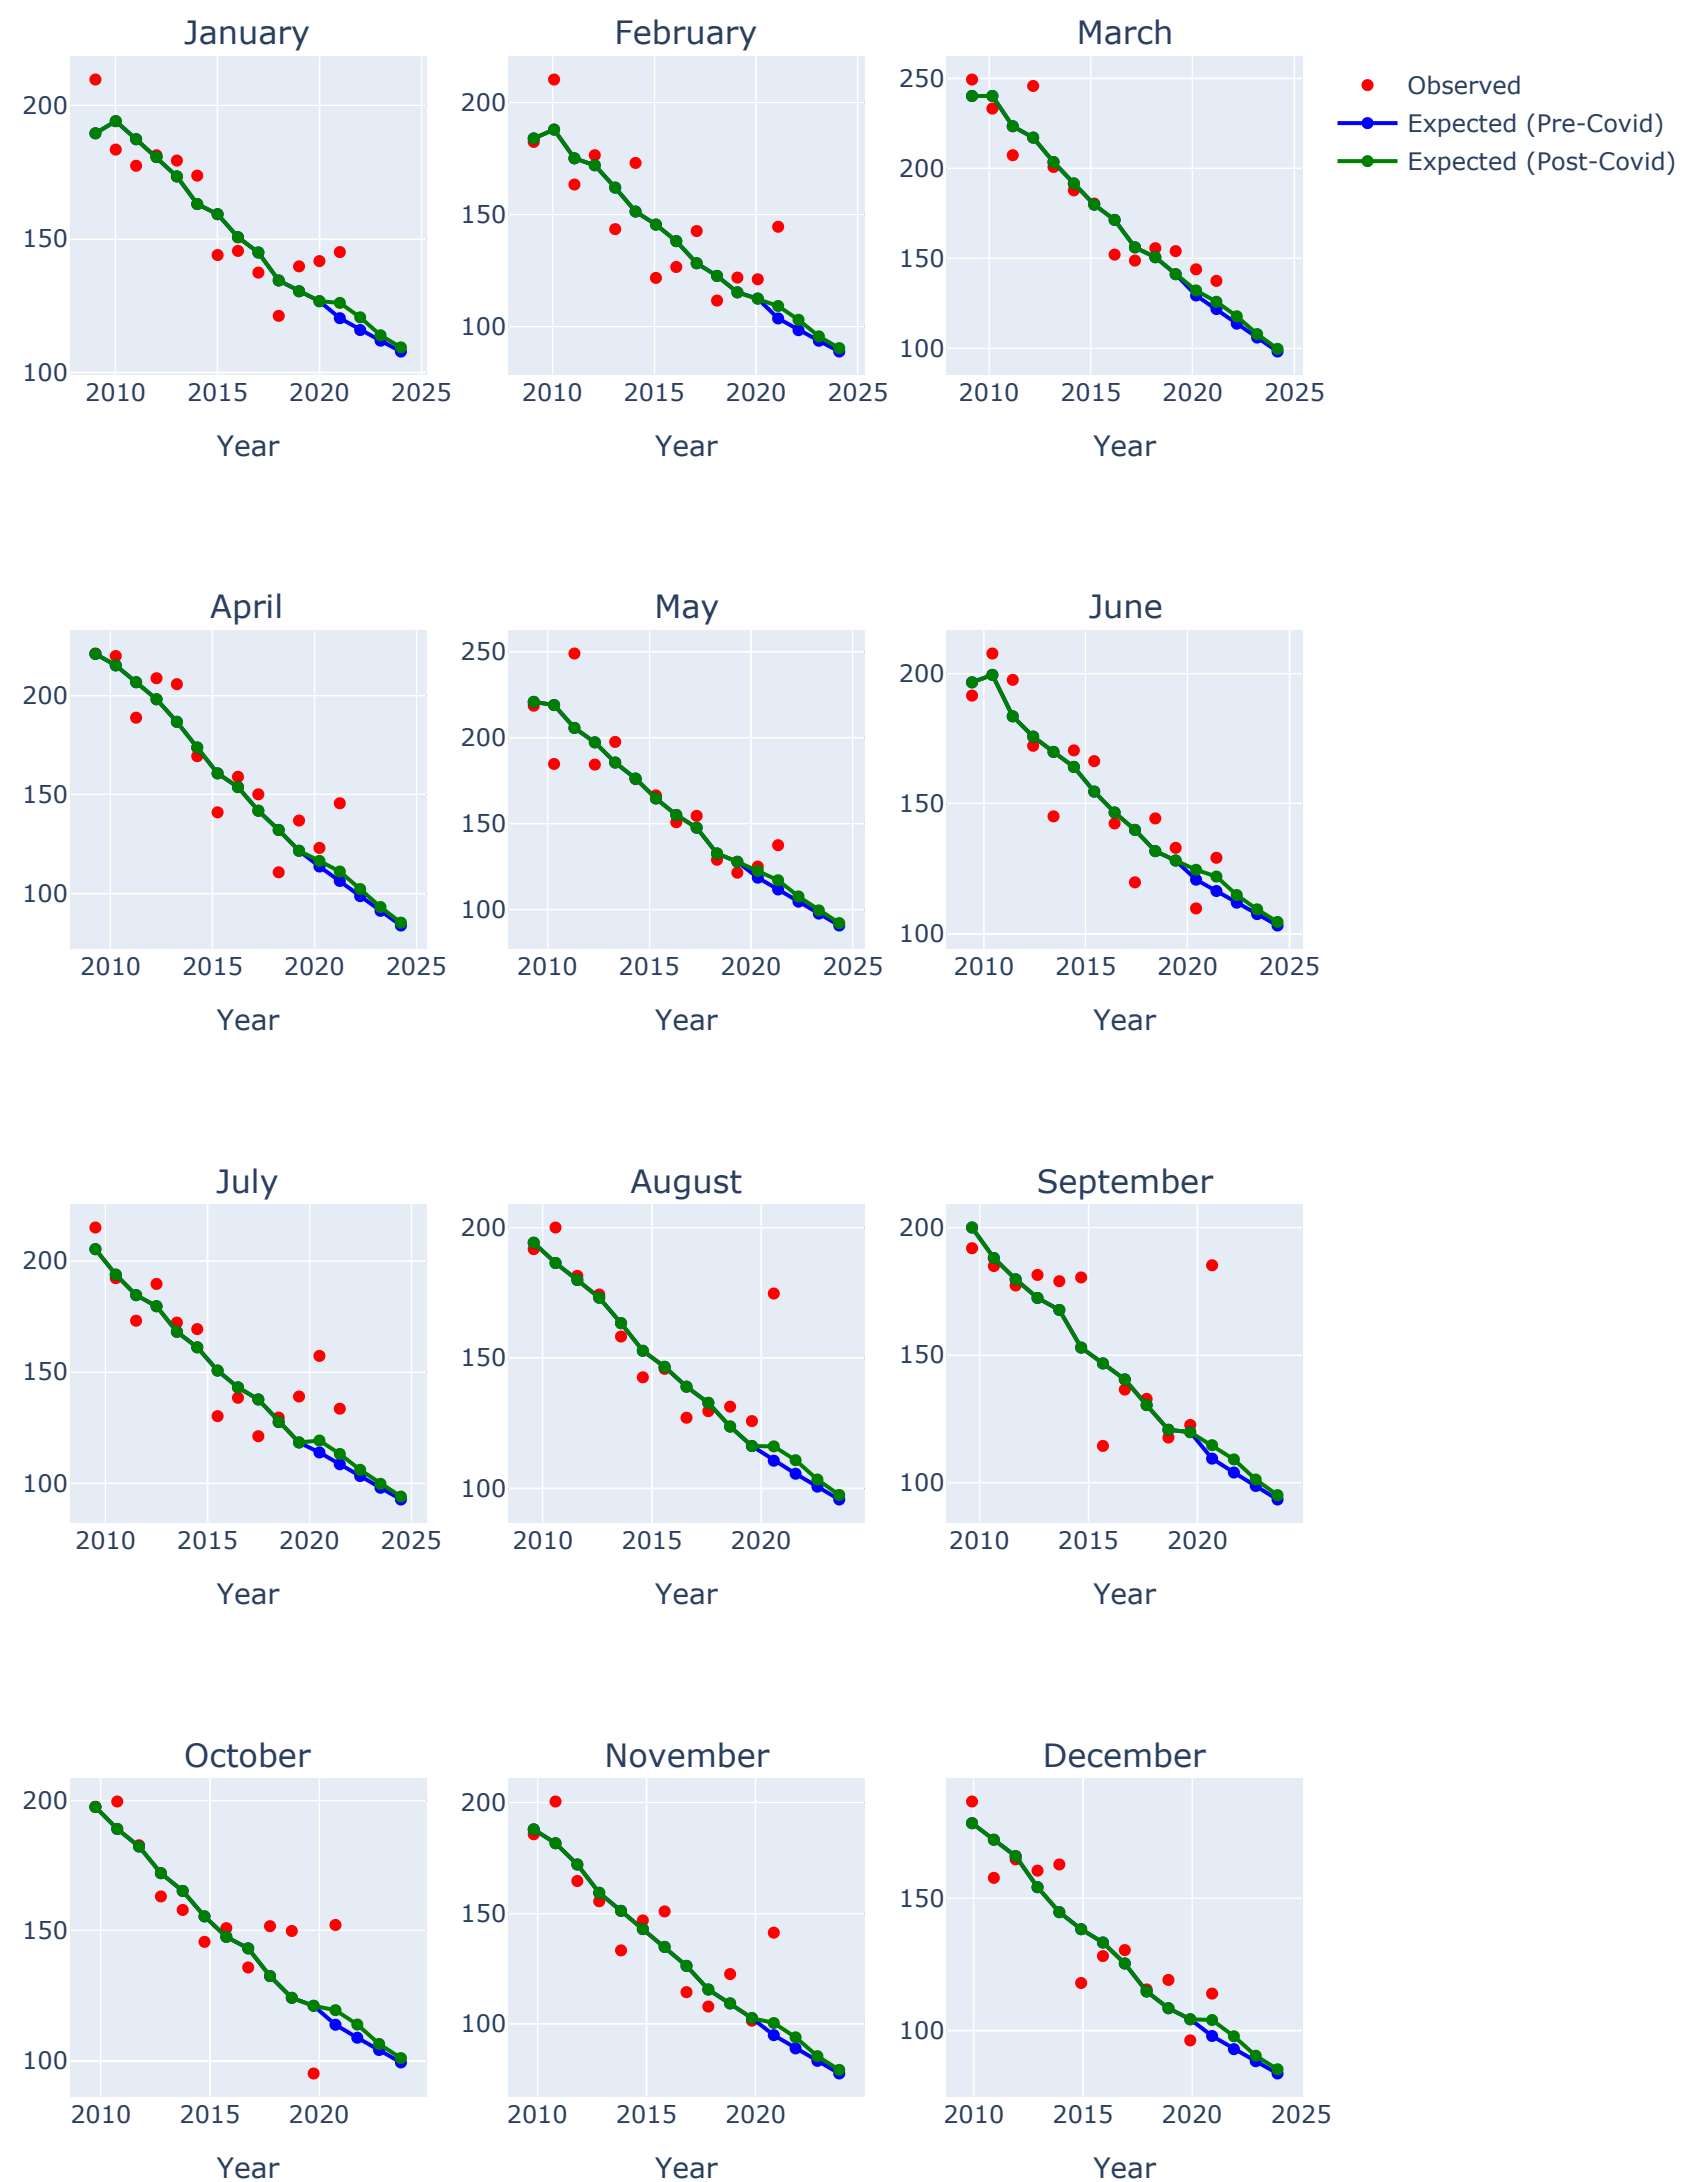 January February March
Observed
Expected (Pre-Covid)
Expected (Post-Covid)
200
150
100
2010 2015 2020 2025
Year
200
150
100
2010 2015 2020 2025
Year
250
200
150
100
2010 2015 2020 2025
Year
April May June
200
150
100
2010 2015 2020 2025
Year
250
200
150
100
2010 2015 2020 2025
Year
200
150
100
2010 2015 2020 2025
Year
July August September
200
150
100
2010 2015 2020 2025
Year
200
150
100
2010 2015 2020
Year
200
150
100
2010 2015 2020
Year
October November December
200
150
100
2010 2015 2020
Year
200
150
100
2010 2015 2020
Year
150
100
2010 2015 2020 2025
Year